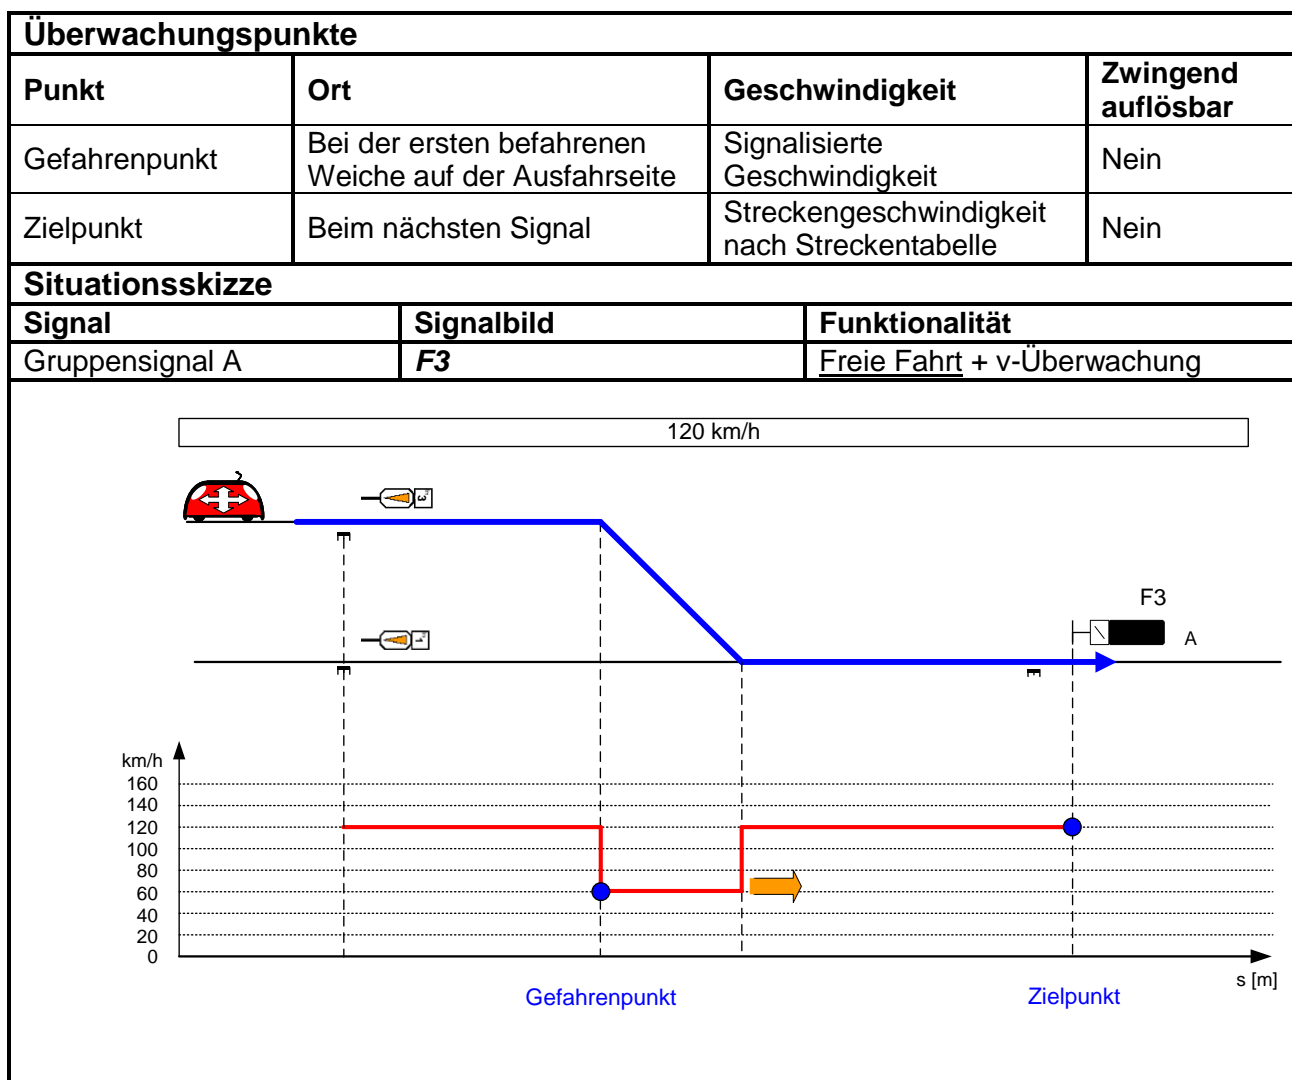 Überwachungspunkte
Punkt
Ort
Geschwindigkeit
Zwingend
auflösbar
Gefahrenpunkt
Bei der ersten befahrenen
Weiche auf der Ausfahrseite
Signalisierte
Geschwindigkeit
Nein
Zielpunkt
Beim nächsten Signal
Streckengeschwindigkeit
nach Streckentabelle
Nein
Situationsskizze
Signal
Signalbild
Funktionalität
Gruppensignal A
F3
Freie Fahrt + v-Überwachung
120 km/h
3
F3
1
A
km/h
160
140
120
100
80
60
40
20
0
s [m]
Gefahrenpunkt
Zielpunkt